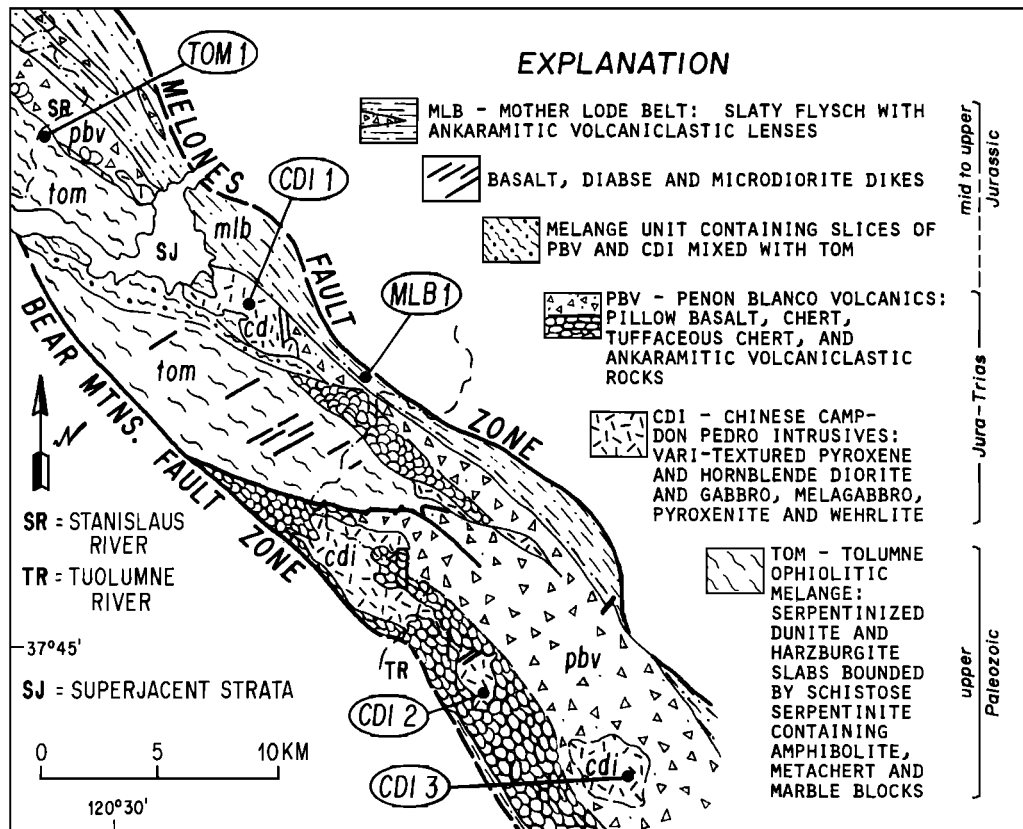 EXPLANATION
MLB - MOTHER LODE BELT: SLATY FLYSCH WITH
ANKARAMITIC VOLCANICLASTIC LENSES
BASALT, DIABSE AND MICRODIORITE DIKES
MELANGE UNIT CONTAINING SLICES OF
PBV AND CDI MIXED WITH TOM
mid to upper
Jurassic
PBV - PENON BLANCO VOLCANICS:
PILLOW BASALT, CHERT,
TUFFACEOUS CHERT, AND
ANKARAMITIC VOLCANICLASTIC
ROCKS
CDI - CHINESE CAMP-
DON PEDRO INTRUSIVES:
VARI-TEXTURED PYROXENE
AND HORNBLENDE DIORITE
AND GABBRO, MELAGABBRO,
PYROXENITE AND WEHRLITE
Jura-Trias
TOM - TOLUMNE
OPHIOLITIC
MELANGE:
SERPENTINIZED
DUNITE AND
HARZBURGITE
SLABS BOUNDED
BY SCHISTOSE
SERPENTINITE
CONTAINING
AMPHIBOLITE,
METACHERT AND
MARBLE BLOCKS
upper
Paleozoic
TOM 1
SR
pbv
tom
MELONES
FAULT
ZONE
CDI 1
mlb
SJ
cdi
MLB 1
tom
BEAR MTNS. FAULT ZONE
N
cdi
pbv
TR
CDI 2
cdi
CDI 3
SR = STANISLAUS
RIVER
TR = TUOLUMNE
RIVER
37°45'
SJ = SUPERJACENT STRATA
0 5 10 KM
120°30'